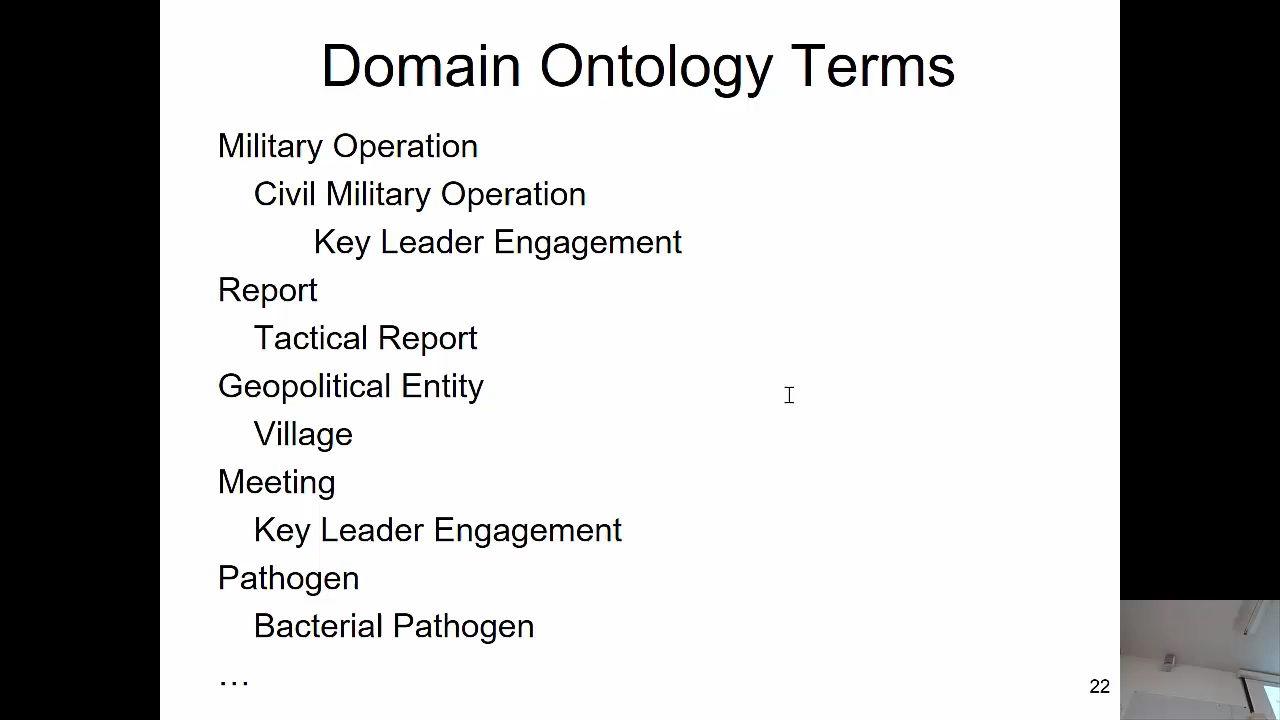 Domain Ontology Terms
Military Operation
Civil Military Operation
Key Leader Engagement
Report
Tactical Report
Geopolitical Entity
Village
Meeting
Key Leader Engagement
Pathogen
Bacterial Pathogen
…
22